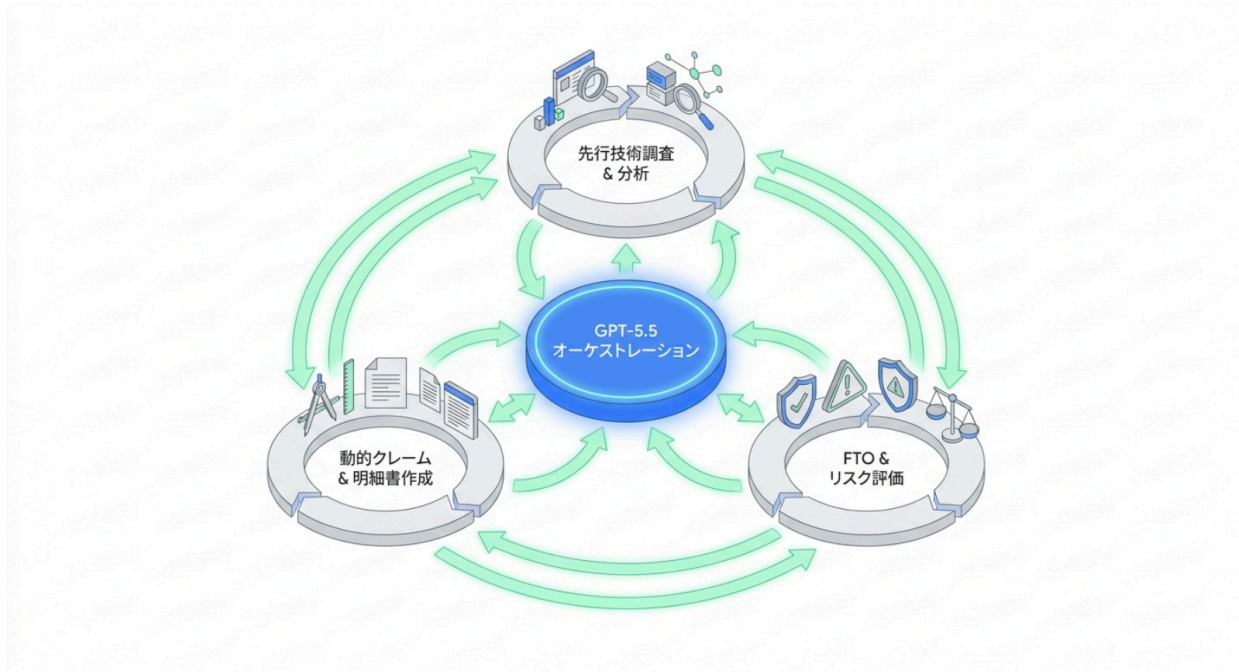 先行技術調査
& 分析
GPT-5.5
オーケストレーション
動的クレーム
& 明細書作成
FTO &
リスク評価